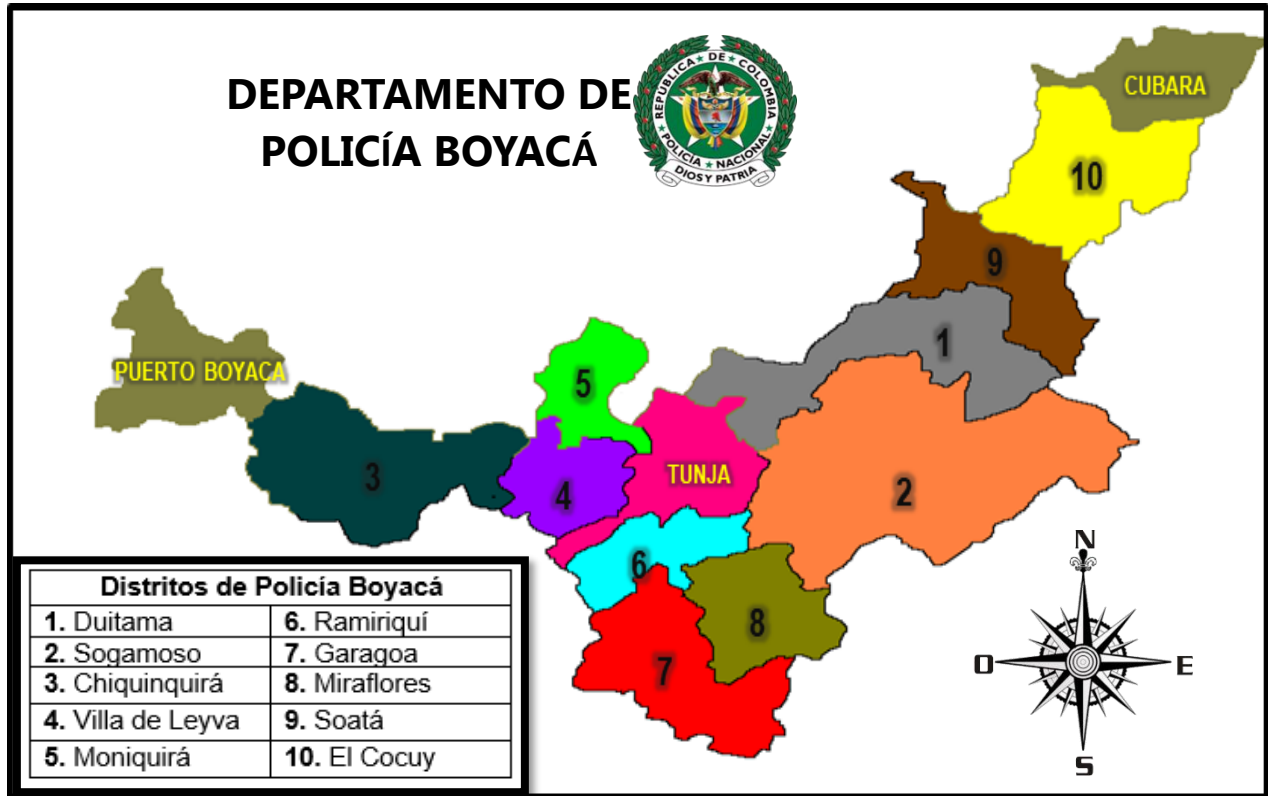 DEPARTAMENTO DE
POLICÍA BOYACÁ
REPUBLICA DE COLOMBIA
POLICIA NACIONAL
DIOS Y PATRIA
CUBARA
10
9
1
PUERTO BOYACA
5
3
4
TUNJA
2
6
8
7
N
O
E
S
Distritos de Policía Boyacá
1. Duitama
6. Ramiriquí
2. Sogamoso
7. Garagoa
3. Chiquinquirá
8. Miraflores
4. Villa de Leyva
9. Soatá
5. Moniquirá
10. El Cocuy